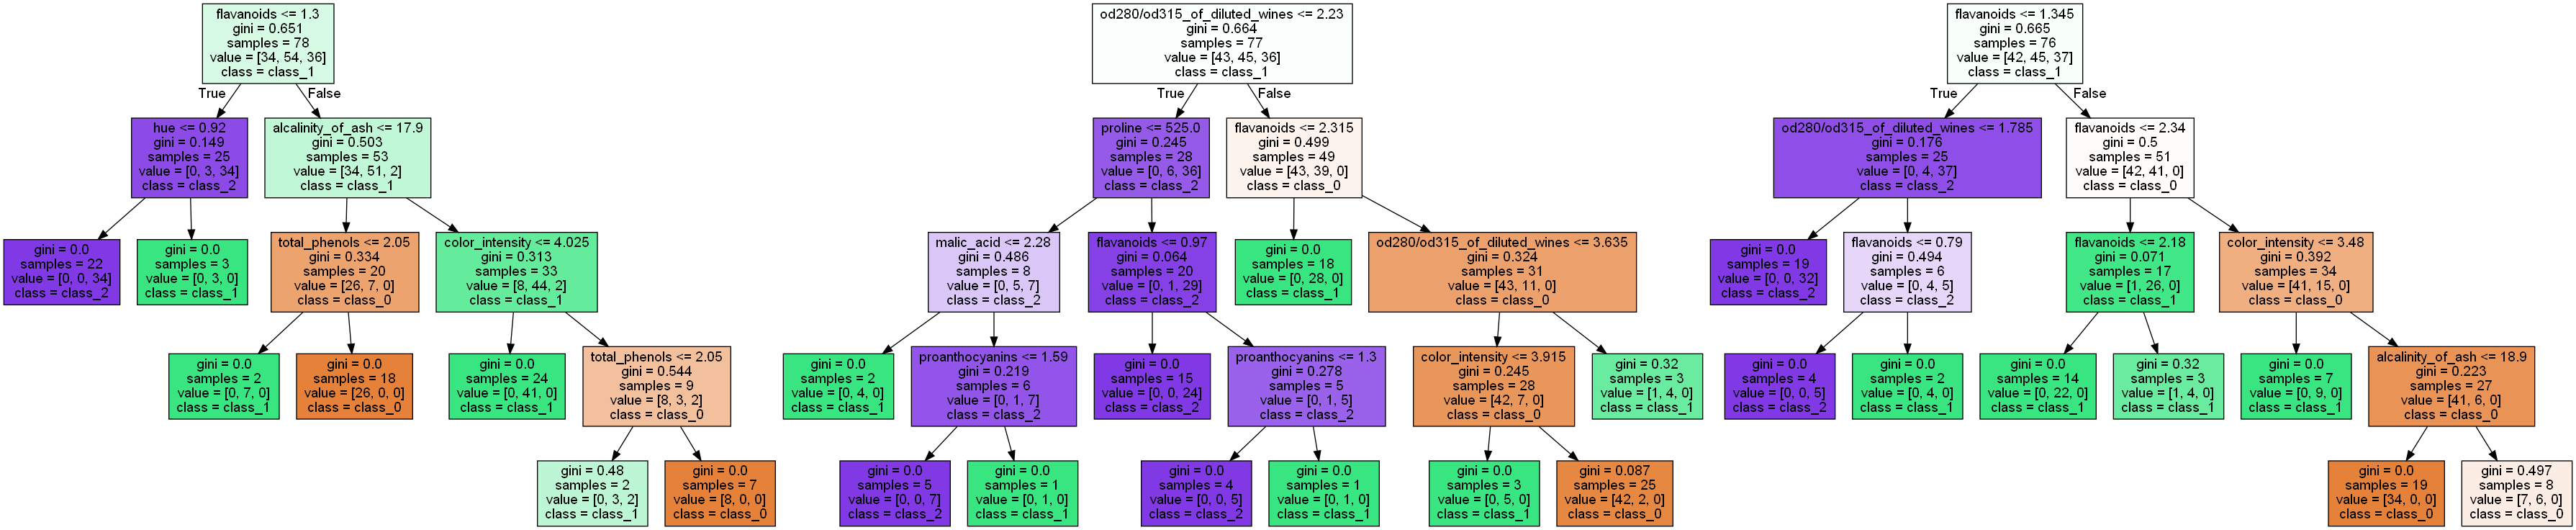 flavanoids <= 1.3
gini = 0.651
samples = 78
value = [34, 54, 36]
class = class_1
True
False
hue <= 0.92
gini = 0.149
samples = 25
value = [0, 3, 34]
class = class_2
alcalinity_of_ash <= 17.9
gini = 0.503
samples = 53
value = [34, 51, 2]
class = class_1
gini = 0.0
samples = 22
value = [0, 0, 34]
class = class_2
gini = 0.0
samples = 3
value = [0, 3, 0]
class = class_1
total_phenols <= 2.05
gini = 0.334
samples = 20
value = [26, 7, 0]
class = class_0
color_intensity <= 4.025
gini = 0.313
samples = 33
value = [8, 44, 2]
class = class_1
gini = 0.0
samples = 2
value = [0, 7, 0]
class = class_1
gini = 0.0
samples = 18
value = [26, 0, 0]
class = class_0
gini = 0.0
samples = 24
value = [0, 41, 0]
class = class_1
total_phenols <= 2.05
gini = 0.544
samples = 9
value = [8, 3, 2]
class = class_0
gini = 0.48
samples = 2
value = [0, 3, 2]
class = class_1
gini = 0.0
samples = 7
value = [8, 0, 0]
class = class_0
od280/od315_of_diluted_wines <= 2.23
gini = 0.664
samples = 77
value = [43, 45, 36]
class = class_1
True
False
proline <= 525.0
gini = 0.245
samples = 28
value = [0, 6, 36]
class = class_2
flavanoids <= 2.315
gini = 0.499
samples = 49
value = [43, 39, 0]
class = class_0
malic_acid <= 2.28
gini = 0.486
samples = 8
value = [0, 5, 7]
class = class_2
flavanoids <= 0.97
gini = 0.064
samples = 20
value = [0, 1, 29]
class = class_2
gini = 0.0
samples = 18
value = [0, 28, 0]
class = class_1
od280/od315_of_diluted_wines <= 3.635
gini = 0.324
samples = 31
value = [43, 11, 0]
class = class_0
gini = 0.0
samples = 2
value = [0, 4, 0]
class = class_1
proanthocyanins <= 1.59
gini = 0.219
samples = 6
value = [0, 1, 7]
class = class_2
gini = 0.0
samples = 15
value = [0, 0, 24]
class = class_2
proanthocyanins <= 1.3
gini = 0.278
samples = 5
value = [0, 1, 5]
class = class_2
color_intensity <= 3.915
gini = 0.245
samples = 28
value = [42, 7, 0]
class = class_0
gini = 0.32
samples = 3
value = [1, 4, 0]
class = class_1
gini = 0.0
samples = 5
value = [0, 0, 7]
class = class_2
gini = 0.0
samples = 1
value = [0, 1, 0]
class = class_1
gini = 0.0
samples = 4
value = [0, 0, 5]
class = class_2
gini = 0.0
samples = 1
value = [0, 1, 0]
class = class_1
gini = 0.0
samples = 3
value = [0, 5, 0]
class = class_1
gini = 0.087
samples = 25
value = [42, 2, 0]
class = class_0
flavanoids <= 1.345
gini = 0.665
samples = 76
value = [42, 45, 37]
class = class_1
True
False
od280/od315_of_diluted_wines <= 1.785
gini = 0.176
samples = 25
value = [0, 4, 37]
class = class_2
flavanoids <= 2.34
gini = 0.5
samples = 51
value = [42, 41, 0]
class = class_0
gini = 0.0
samples = 19
value = [0, 0, 32]
class = class_2
flavanoids <= 0.79
gini = 0.494
samples = 6
value = [0, 4, 5]
class = class_2
flavanoids <= 2.18
gini = 0.071
samples = 17
value = [1, 26, 0]
class = class_1
color_intensity <= 3.48
gini = 0.392
samples = 34
value = [41, 15, 0]
class = class_0
gini = 0.0
samples = 4
value = [0, 0, 5]
class = class_2
gini = 0.0
samples = 2
value = [0, 4, 0]
class = class_1
gini = 0.0
samples = 14
value = [0, 22, 0]
class = class_1
gini = 0.32
samples = 3
value = [1, 4, 0]
class = class_1
gini = 0.0
samples = 7
value = [0, 9, 0]
class = class_1
alcalinity_of_ash <= 18.9
gini = 0.223
samples = 27
value = [41, 6, 0]
class = class_0
gini = 0.0
samples = 19
value = [34, 0, 0]
class = class_0
gini = 0.497
samples = 8
value = [7, 6, 0]
class = class_0